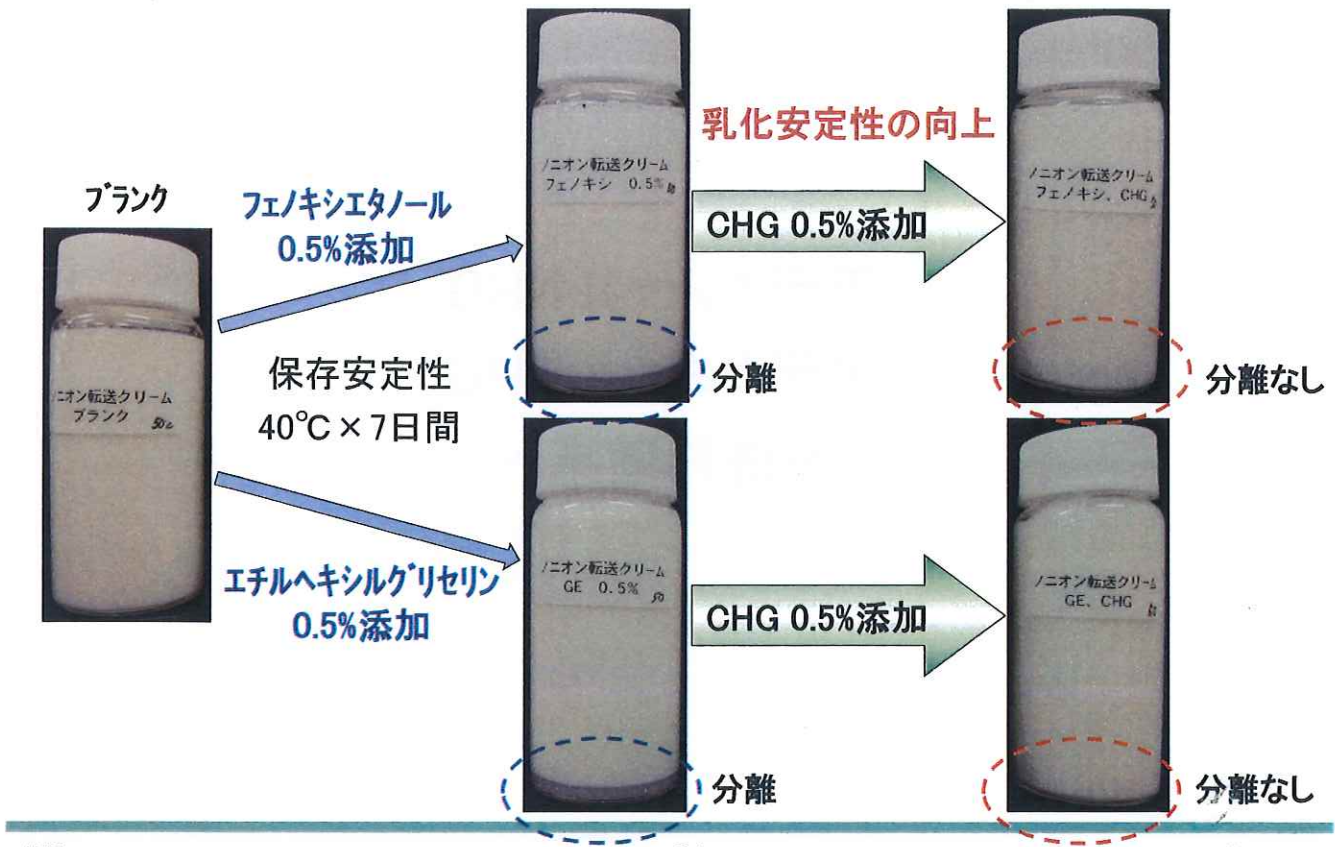 ブランク
フェノキシエタノール
0.5%添加
保存安定性
40℃×7日間
エチルヘキシルグリセリン
0.5%添加
ノニオン転送クリーム
ブランク
ノニオン転送クリーム
フェノキシ 0.5%
分離
乳化安定性の向上
CHG 0.5%添加
ノニオン転送クリーム
フェノキシ、CHG
分離なし
ノニオン転送クリーム
GE 0.5%
分離
CHG 0.5%添加
ノニオン転送クリーム
GE、CHG
分離なし